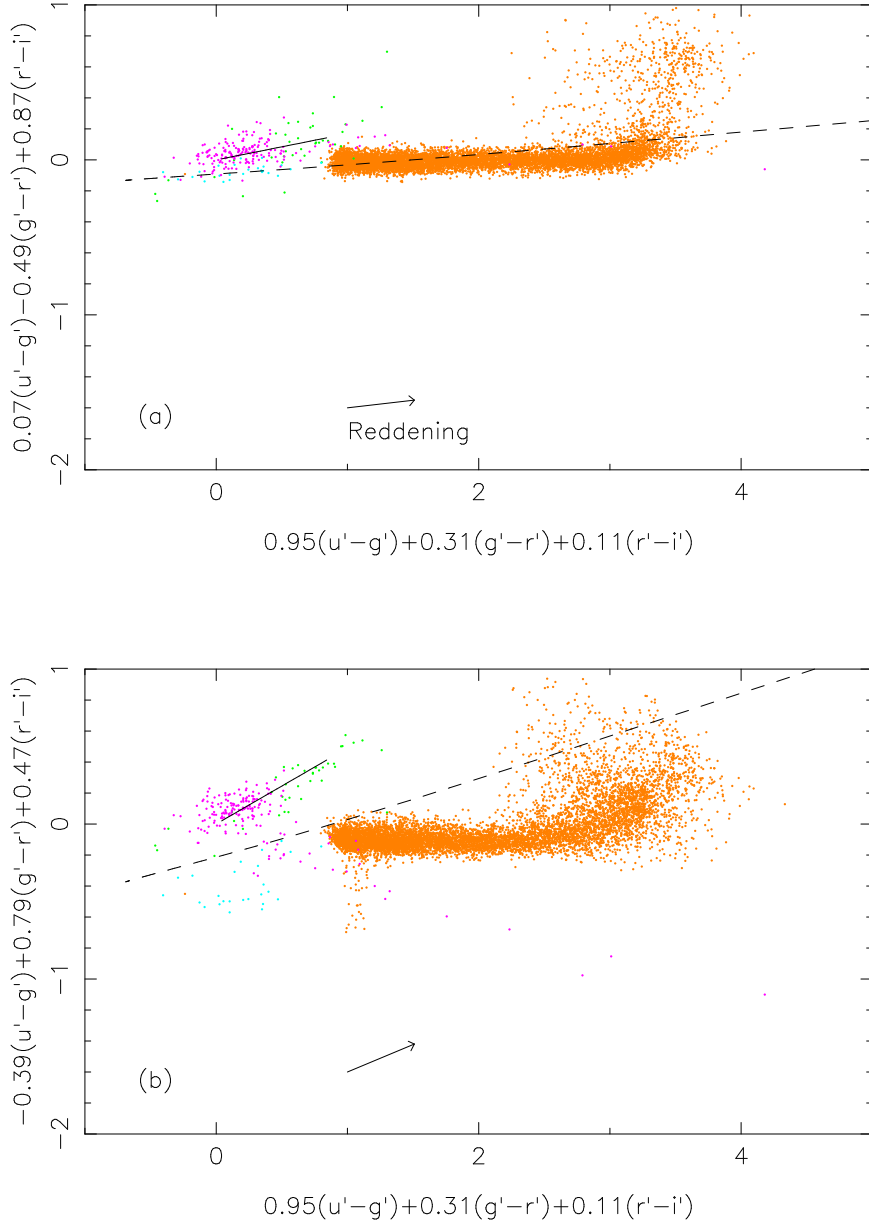 0.07(u'−g')−0.49(g'−r')+0.87(r'−i')
1
0
−1
−2
(a)
Reddening
0
2
4
0.95(u'−g')+0.31(g'−r')+0.11(r'−i')
−0.39(u'−g')+0.79(g'−r')+0.47(r'−i')
1
0
−1
−2
(b)
0
2
4
0.95(u'−g')+0.31(g'−r')+0.11(r'−i')